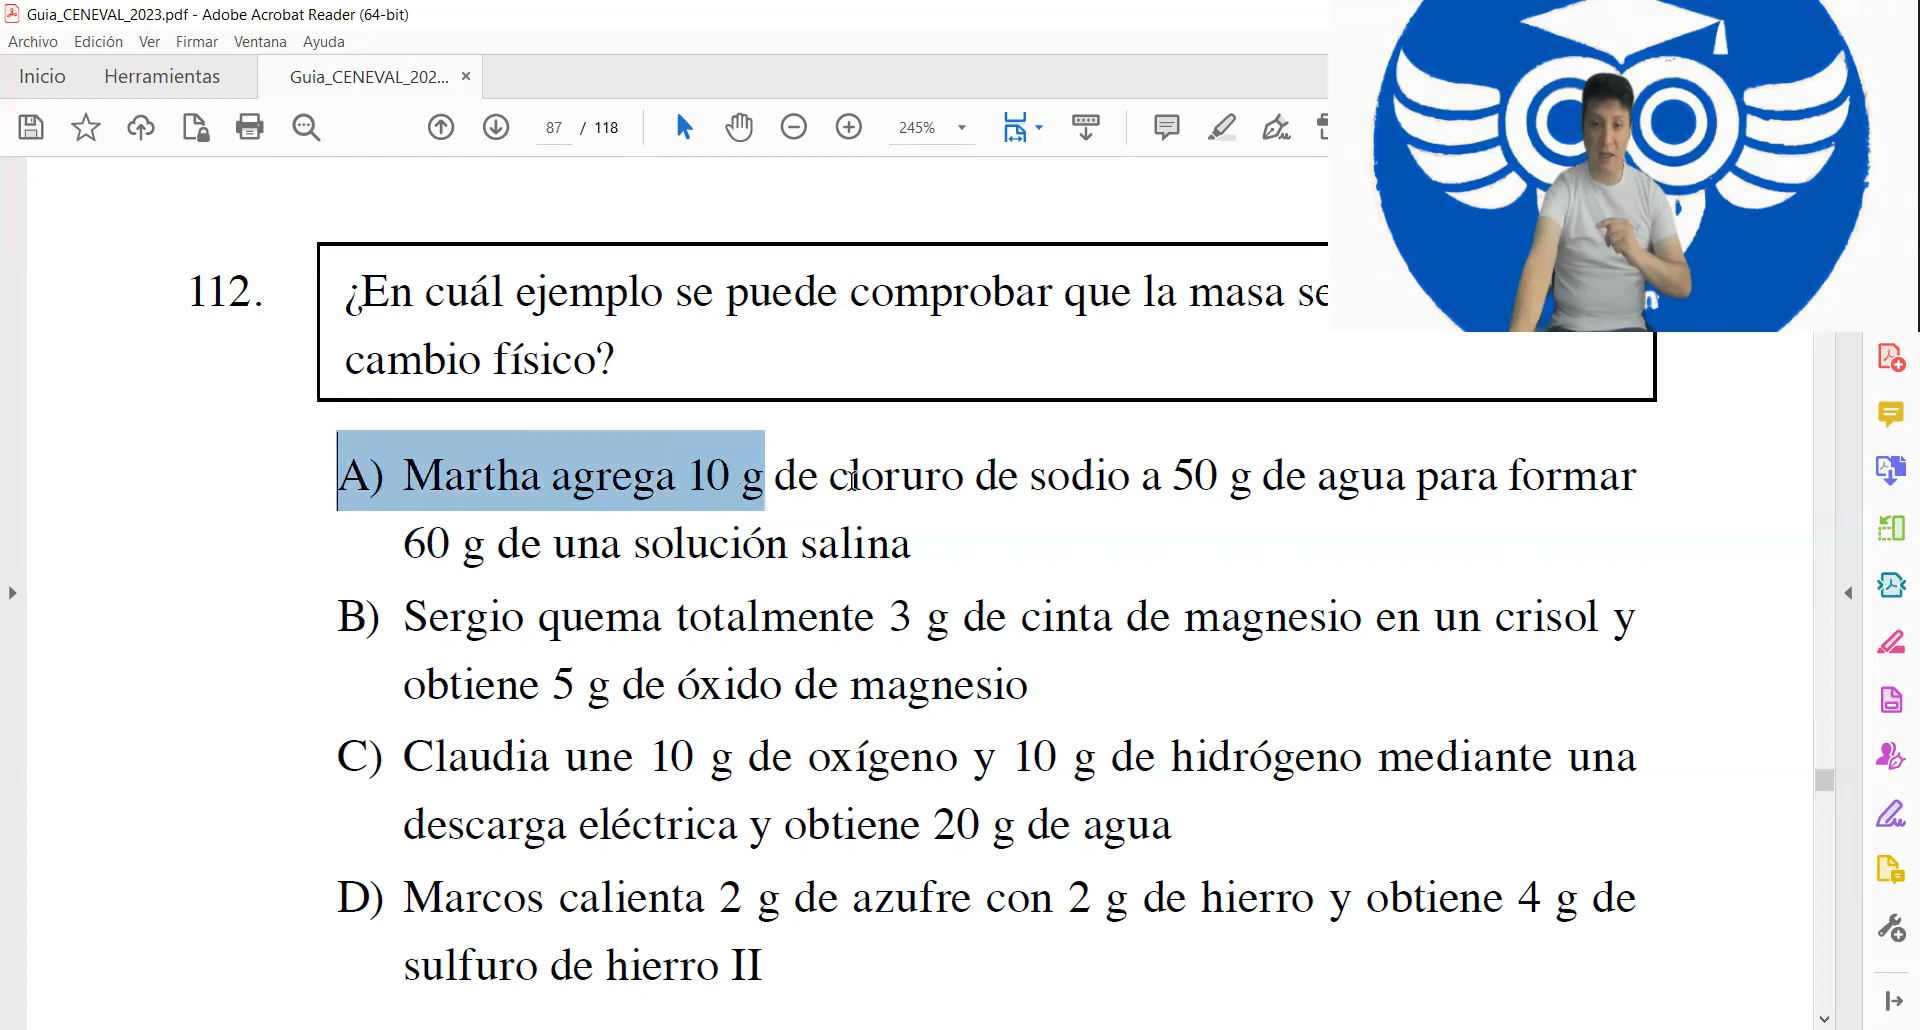 Guia_CENEVAL_2023.pdf - Adobe Acrobat Reader (64-bit)
Archivo Edición Ver Firmar Ventana Ayuda
Inicio Herramientas Guia_CENEVAL_202... ×
87 / 118 245%
112. ¿En cuál ejemplo se puede comprobar que la masa se
cambio físico?
A) Martha agrega 10 g de cloruro de sodio a 50 g de agua para formar
60 g de una solución salina
B) Sergio quema totalmente 3 g de cinta de magnesio en un crisol y
obtiene 5 g de óxido de magnesio
C) Claudia une 10 g de oxígeno y 10 g de hidrógeno mediante una
descarga eléctrica y obtiene 20 g de agua
D) Marcos calienta 2 g de azufre con 2 g de hierro y obtiene 4 g de
sulfuro de hierro II